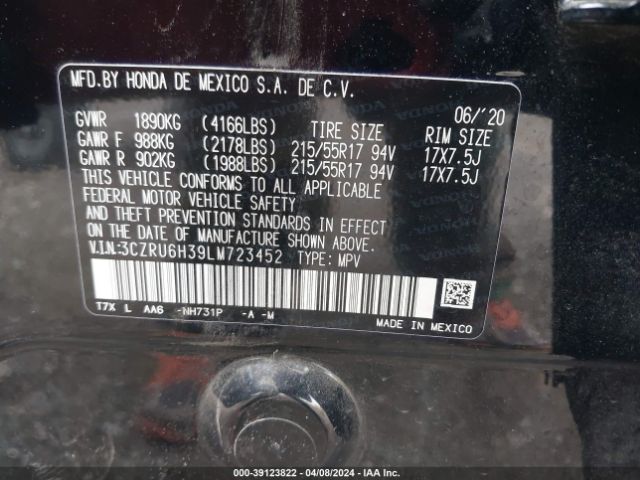 MFD.BY HONDA DE MEXICO S.A. DE C.V.
06/'20
GVWR 1890KG (4166LBS) TIRE SIZE RIM SIZE
GAWR F 988KG (2178LBS) 215/55R17 94V 17X7.5J
GAWR R 902KG (1988LBS) 215/55R17 94V 17X7.5J
THIS VEHICLE CONFORMS TO ALL APPLICABLE
FEDERAL MOTOR VEHICLE SAFETY
AND THEFT PREVENTION STANDARDS IN EFFECT
ON THE DATE OF MANUFACTURE SHOWN ABOVE.
V.I.N:3CZRU6H39LM723452 TYPE: MPV
T7X L AA6 -NH731P -A -M
MADE IN MEXICO
000-39123822 - 04/08/2024 - IAA Inc.